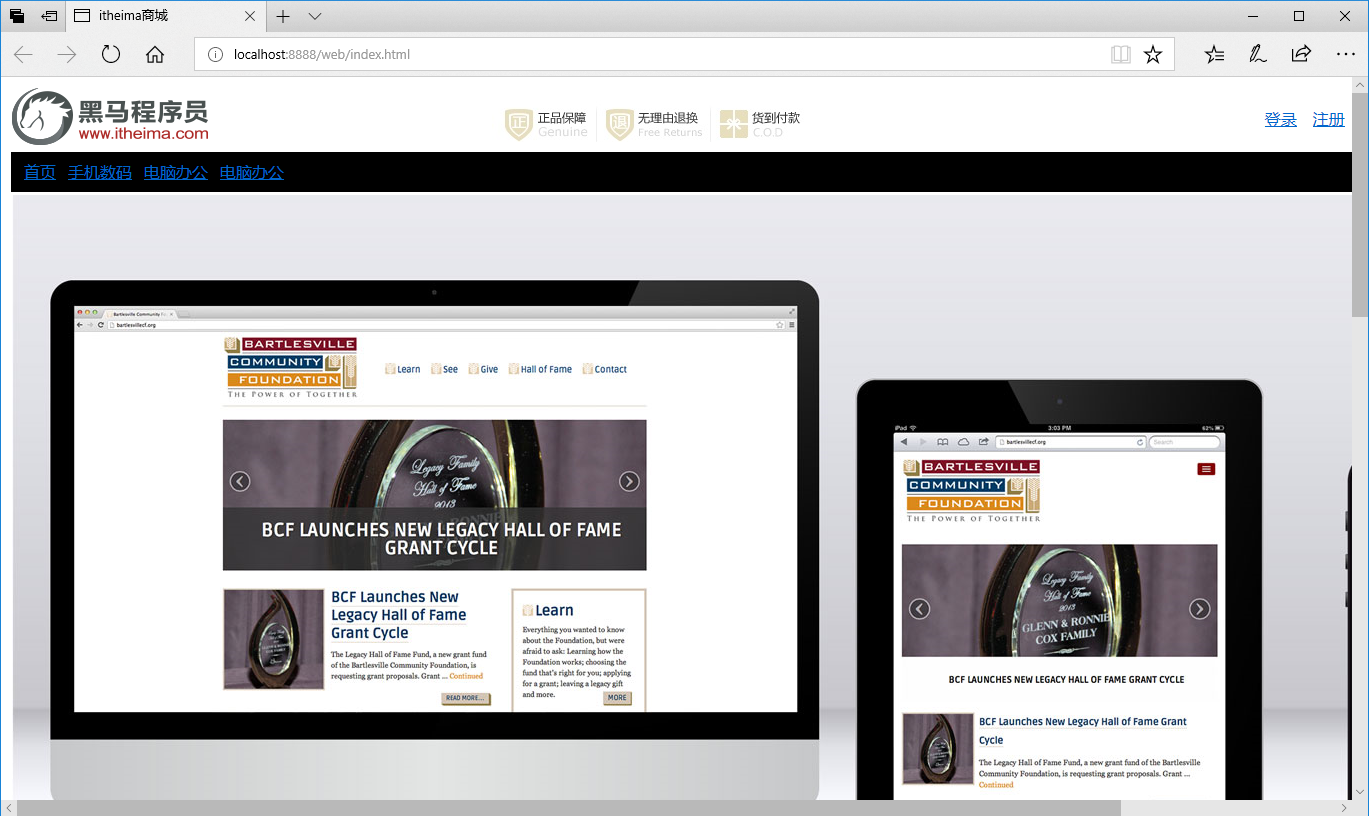 itheima商城
localhost:8888/web/index.html
黑马程序员
www.itheima.com
正 正品保障
Genuine
退 无理由退换
Free Returns
货到付款
C.O.D
登录 注册
首页 手机数码 电脑办公 电脑办公
Bartlesville Community Fo
bartlesvillecf.org
BARTLESVILLE
COMMUNITY
FOUNDATION
THE POWER OF TOGETHER
Learn See Give Hall of Fame Contact
Legacy Family
Hall of Fame
2013
BCF LAUNCHES NEW LEGACY HALL OF FAME
GRANT CYCLE
BCF Launches New
Legacy Hall of Fame
Grant Cycle
The Legacy Hall of Fame Fund, a new grant fund
of the Bartlesville Community Foundation, is
requesting grant proposals. Grant ... Continued
READ MORE...
Learn
Everything you wanted to know
about the Foundation, but were
afraid to ask: Learning how the
Foundation works; choosing the
fund that's right for you; applying
for a grant; leaving a legacy gift
and more.
MORE
iPad 3:03 PM 62%
bartlesvillecf.org Search
BARTLESVILLE
COMMUNITY
FOUNDATION
THE POWER OF TOGETHER
Legacy Family
Hall of Fame
2013
GLENN & RONNIE
COX FAMILY
BCF LAUNCHES NEW LEGACY HALL OF FAME GRANT CYCLE
BCF Launches New Legacy Hall of Fame Grant
Cycle
The Legacy Hall of Fame Fund, a new grant fund of the Bartlesville
Community Foundation, is requesting grant proposals. Grant ...
Continued